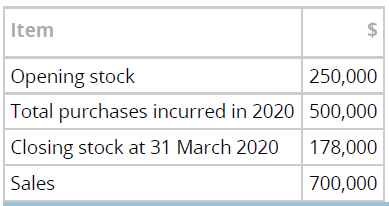 Item $
Opening stock 250,000
Total purchases incurred in 2020 500,000
Closing stock at 31 March 2020 178,000
Sales 700,000